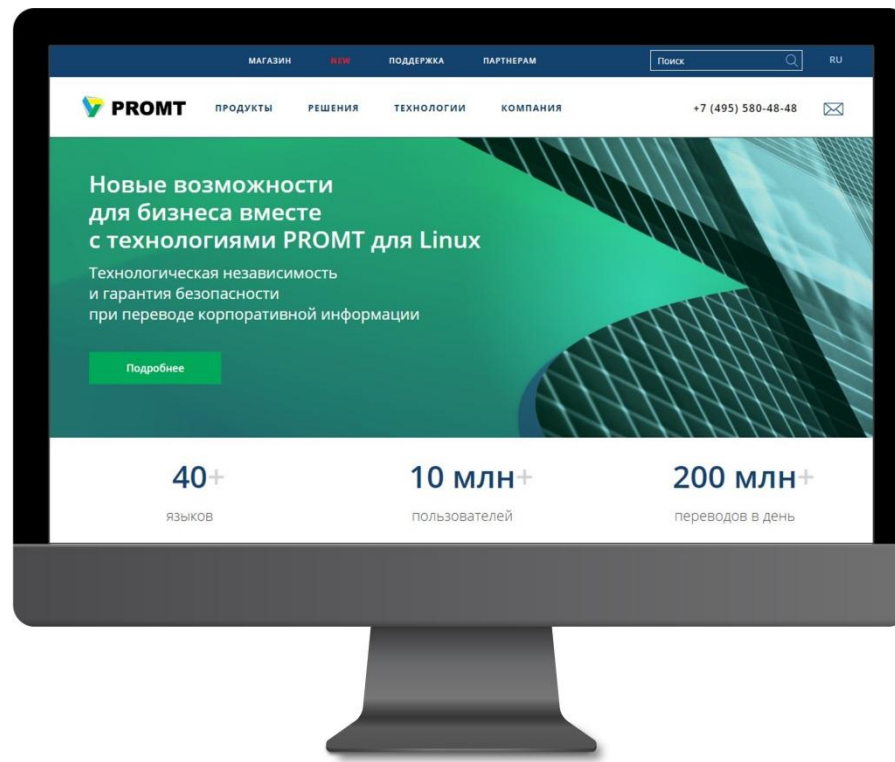 МАГАЗИН NEW ПОДДЕРЖКА ПАРТНЕРАМ Поиск RU
PROMT ПРОДУКТЫ РЕШЕНИЯ ТЕХНОЛОГИИ КОМПАНИЯ +7 (495) 580-48-48
Новые возможности
для бизнеса вместе
с технологиями PROMT для Linux
Технологическая независимость
и гарантия безопасности
при переводе корпоративной информации
Подробнее
40+ 10 млн+ 200 млн+
языков пользователей переводов в день